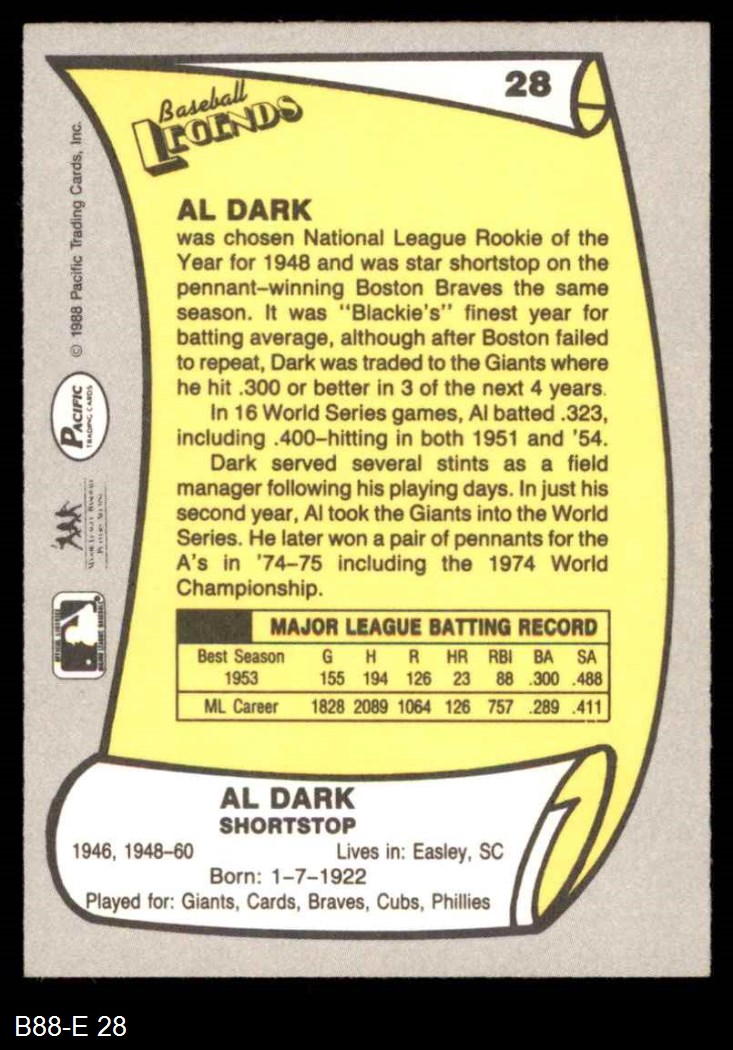 28
Baseball
LEGENDS
AL DARK
was chosen National League Rookie of the
Year for 1948 and was star shortstop on the
pennant–winning Boston Braves the same
season. It was "Blackie's" finest year for
batting average, although after Boston failed
to repeat, Dark was traded to the Giants where
he hit .300 or better in 3 of the next 4 years.
In 16 World Series games, Al batted .323,
including .400–hitting in both 1951 and '54.
Dark served several stints as a field
manager following his playing days. In just his
second year, Al took the Giants into the World
Series. He later won a pair of pennants for the
A's in '74–75 including the 1974 World
Championship.
MAJOR LEAGUE BATTING RECORD
Best Season G H R HR RBI BA SA
1953 155 194 126 23 88 .300 .488
ML Career 1828 2089 1064 126 757 .289 .411
AL DARK
SHORTSTOP
1946, 1948–60 Lives in: Easley, SC
Born: 1–7–1922
Played for: Giants, Cards, Braves, Cubs, Phillies
© 1988 Pacific Trading Cards, Inc.
PACIFIC
TRADING CARDS
B88-E 28